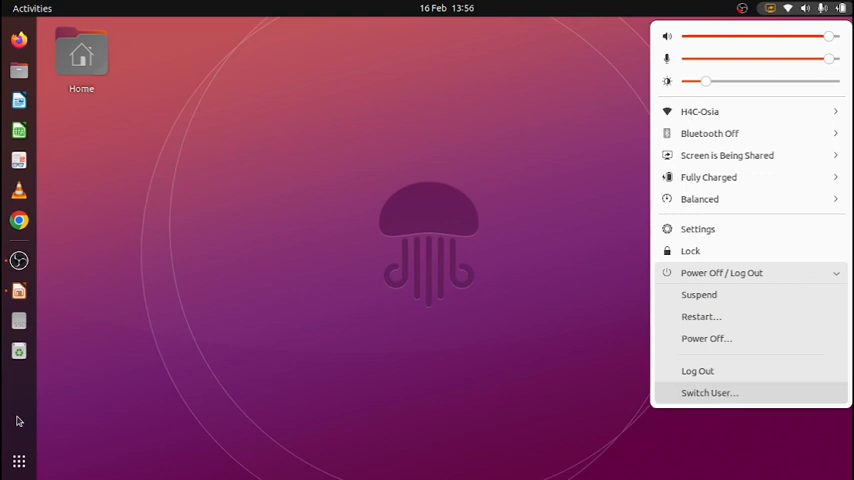 Activities
16 Feb 13:56
Home
H4C-Osia
Bluetooth Off
Screen is Being Shared
Fully Charged
Balanced
Settings
Lock
Power Off / Log Out
Suspend
Restart...
Power Off...
Log Out
Switch User...